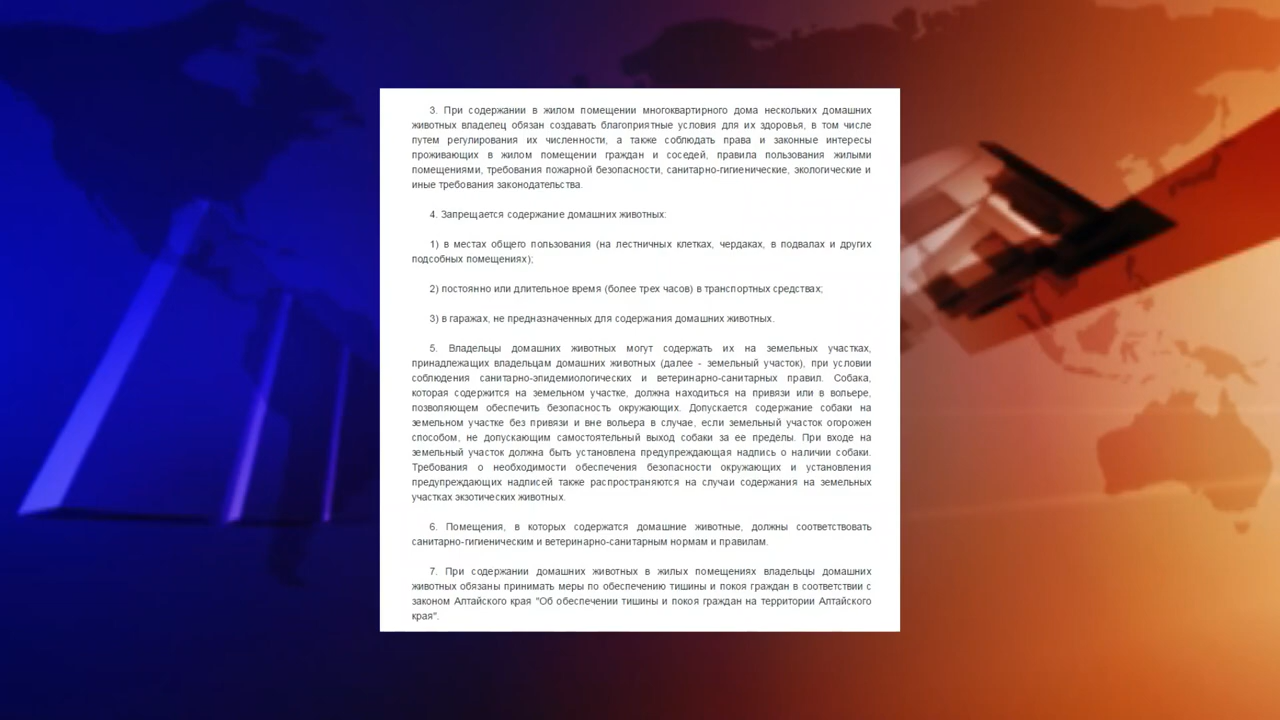 3. При содержании в жилом помещении многоквартирного дома нескольких домашних
животных владелец обязан создавать благоприятные условия для их здоровья, в том числе
путем регулирования их численности, а также соблюдать права и законные интересы
проживающих в жилом помещении граждан и соседей, правила пользования жилыми
помещениями, требования пожарной безопасности, санитарно-гигиенические, экологические и
иные требования законодательства.
4. Запрещается содержание домашних животных:
1) в местах общего пользования (на лестничных клетках, чердаках, в подвалах и других
подсобных помещениях);
2) постоянно или длительное время (более трех часов) в транспортных средствах;
3) в гаражах, не предназначенных для содержания домашних животных.
5. Владельцы домашних животных могут содержать их на земельных участках,
принадлежащих владельцам домашних животных (далее - земельный участок), при условии
соблюдения санитарно-эпидемиологических и ветеринарно-санитарных правил. Собака,
которая содержится на земельном участке, должна находиться на привязи или в вольере,
позволяющем обеспечить безопасность окружающих. Допускается содержание собаки на
земельном участке без привязи и вне вольера в случае, если земельный участок огорожен
способом, не допускающим самостоятельный выход собаки за ее пределы. При входе на
земельный участок должна быть установлена предупреждающая надпись о наличии собаки.
Требования о необходимости обеспечения безопасности окружающих и установления
предупреждающих надписей также распространяются на случаи содержания на земельных
участках экзотических животных.
6. Помещения, в которых содержатся домашние животные, должны соответствовать
санитарно-гигиеническим и ветеринарно-санитарным нормам и правилам.
7. При содержании домашних животных в жилых помещениях владельцы домашних
животных обязаны принимать меры по обеспечению тишины и покоя граждан в соответствии с
законом Алтайского края "Об обеспечении тишины и покоя граждан на территории Алтайского
края".